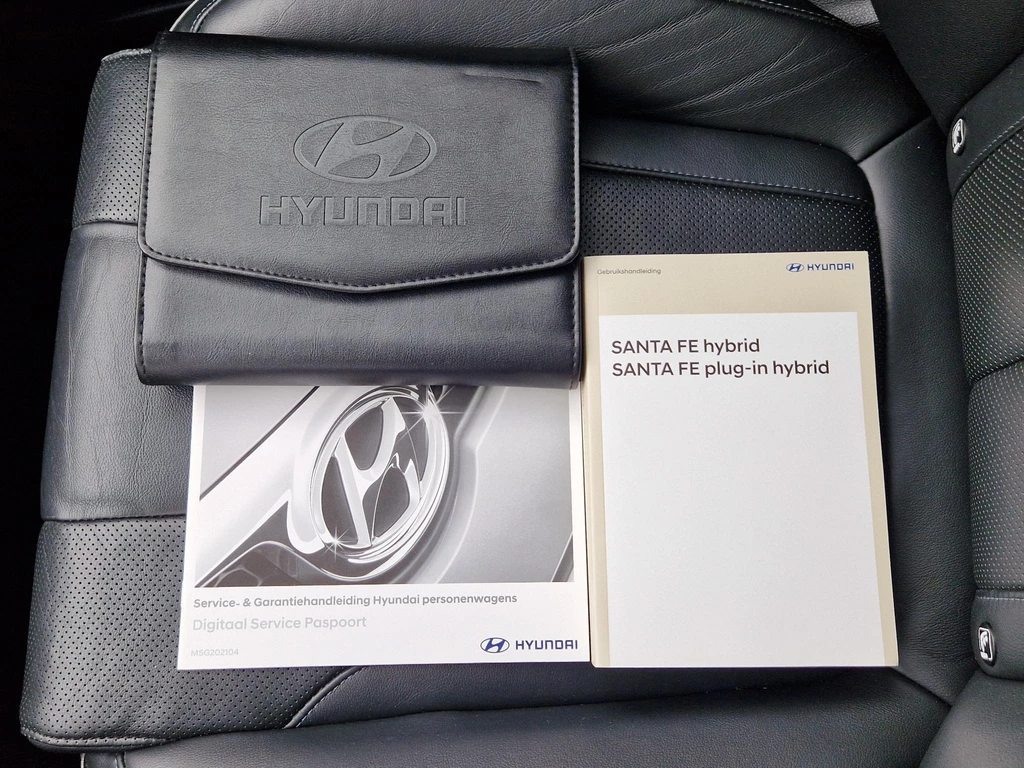 HYUNDAI
Gebruikshandleiding
HYUNDAI
SANTA FE hybrid
SANTA FE plug-in hybrid
Service- & Garantiehandleiding Hyundai personenwagens
Digitaal Service Paspoort
MSG202104
HYUNDAI